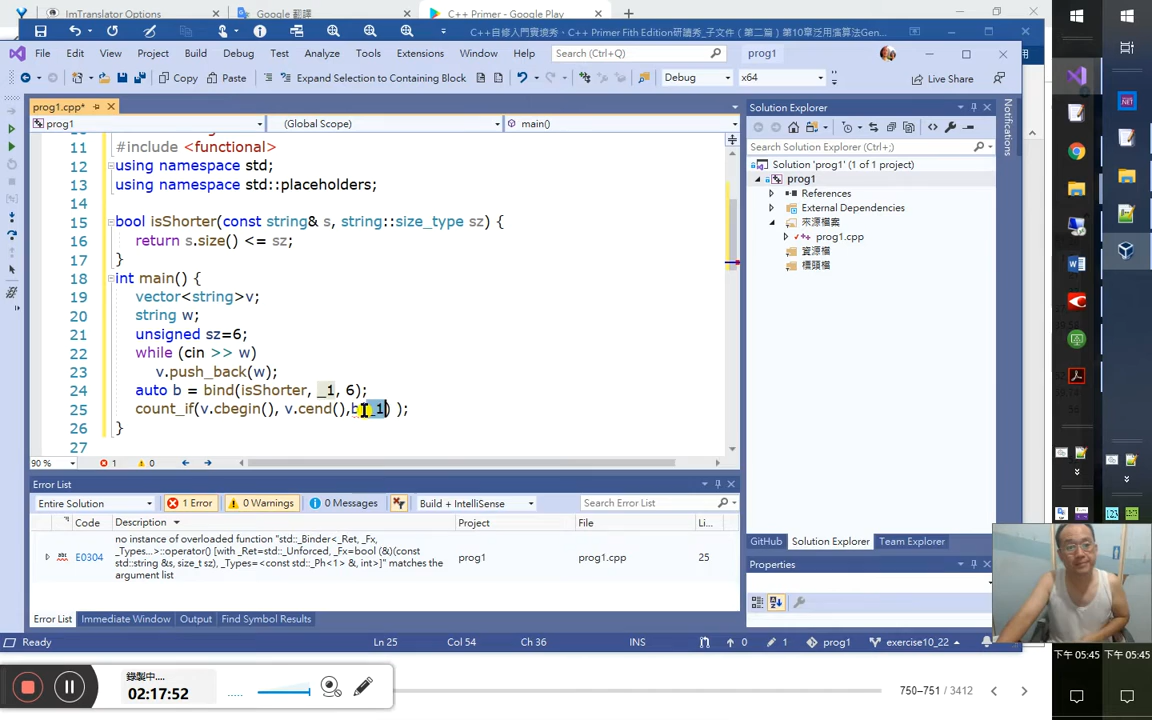 ImTranslator Options
Google 翻譯
C++ Primer - Google Play
C++自修入門實境秀、C++ Primer Fith Edition研讀秀_子文件（第二篇）第10章泛用演算法Gen...
File Edit View Project Build Debug Test Analyze Tools Extensions Window Help Search (Ctrl+Q) prog1
Copy Paste Expand Selection to Containing Block Debug x64 Live Share
prog1.cpp*
prog1 (Global Scope) main()
11 #include <functional>
12 using namespace std;
13 using namespace std::placeholders;
14
15 bool isShorter(const string& s, string::size_type sz) {
16 return s.size() <= sz;
17 }
18 int main() {
19 vector<string>v;
20 string w;
21 unsigned sz=6;
22 while (cin >> w)
23 v.push_back(w);
24 auto b = bind(isShorter, _1, 6);
25 count_if(v.cbegin(), v.cend(),b(_1) );
26 }
27
90 % 1 0
Error List
Entire Solution 1 Error 0 Warnings 0 Messages Build + IntelliSense Search Error List
Code Description Project File Li...
E0304 no instance of overloaded function "std::_Binder<_Ret, _Fx, _Types...>::operator() [with _Ret=std::_Unforced, _Fx=bool (&)(const std::string &s, size_t sz), _Types=<const std::_Ph<1> &, int>]" matches the argument list prog1 prog1.cpp 25
Error List Immediate Window Output Find Symbol Results
Ready Ln 25 Col 54 Ch 36 INS 0 1 prog1 exercise10_22
Solution Explorer
Search Solution Explorer (Ctrl+;)
Solution 'prog1' (1 of 1 project)
prog1
References
External Dependencies
來源檔案
prog1.cpp
資源檔
標頭檔
GitHub Solution Explorer Team Explorer
Properties
Notifications
錄製中...
02:17:52
750–751 / 3412
下午 05:45 下午 05:45